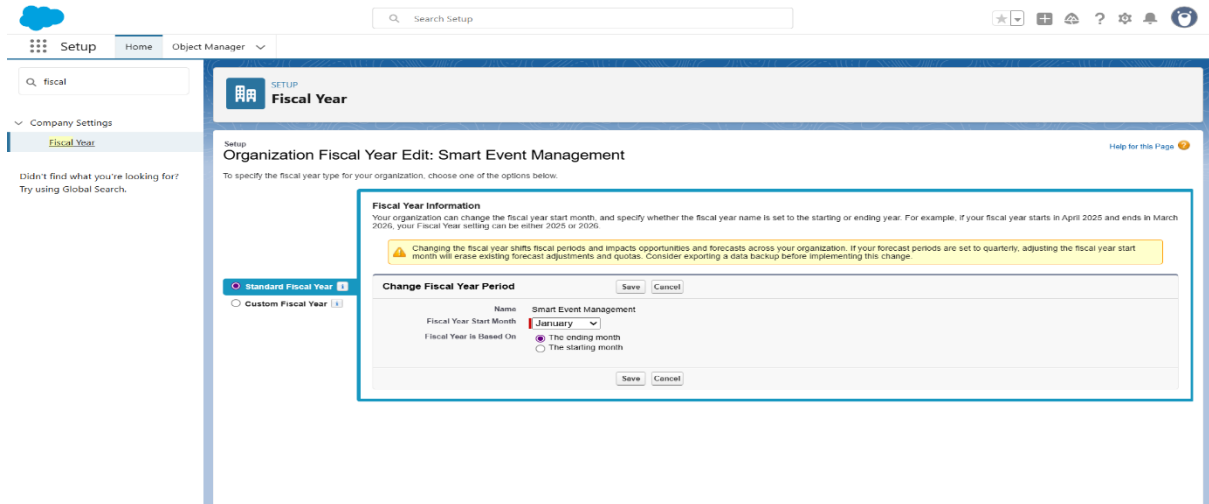 Search Setup
Setup
Home
Object Manager
fiscal
SETUP
Fiscal Year
Company Settings
Fiscal Year
Didn't find what you're looking for?
Try using Global Search.
Setup
Organization Fiscal Year Edit: Smart Event Management
Help for this Page
To specify the fiscal year type for your organization, choose one of the options below.
Fiscal Year Information
Your organization can change the fiscal year start month, and specify whether the fiscal year name is set to the starting or ending year. For example, if your fiscal year starts in April 2025 and ends in March
2026, your Fiscal Year setting can be either 2025 or 2026.
Changing the fiscal year shifts fiscal periods and impacts opportunities and forecasts across your organization. If your forecast periods are set to quarterly, adjusting the fiscal year start
month will erase existing forecast adjustments and quotas. Consider exporting a data backup before implementing this change.
Standard Fiscal Year
Custom Fiscal Year
Change Fiscal Year Period
Save Cancel
Name Smart Event Management
Fiscal Year Start Month January
Fiscal Year is Based On The ending month
The starting month
Save Cancel